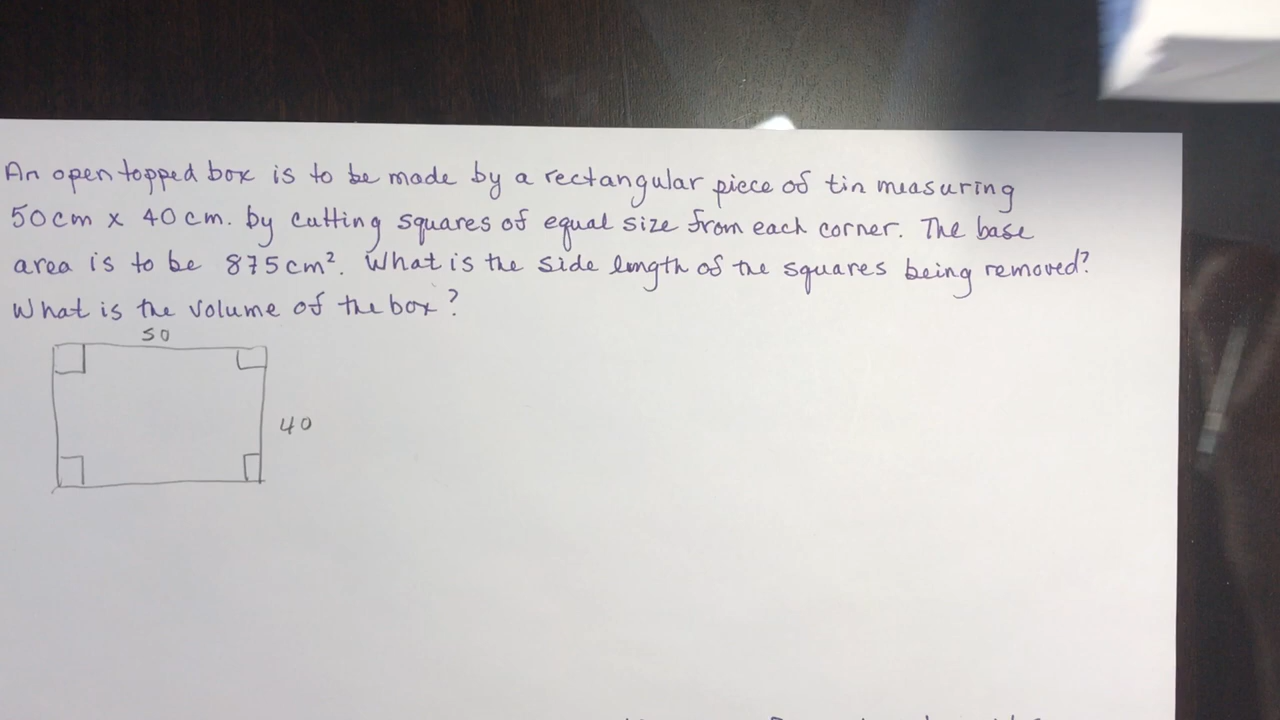 An open topped box is to be made by a rectangular piece of tin measuring
50cm x 40cm. by cutting squares of equal size from each corner. The base
area is to be 875cm². What is the side length of the squares being removed?
What is the volume of the box?
50
40